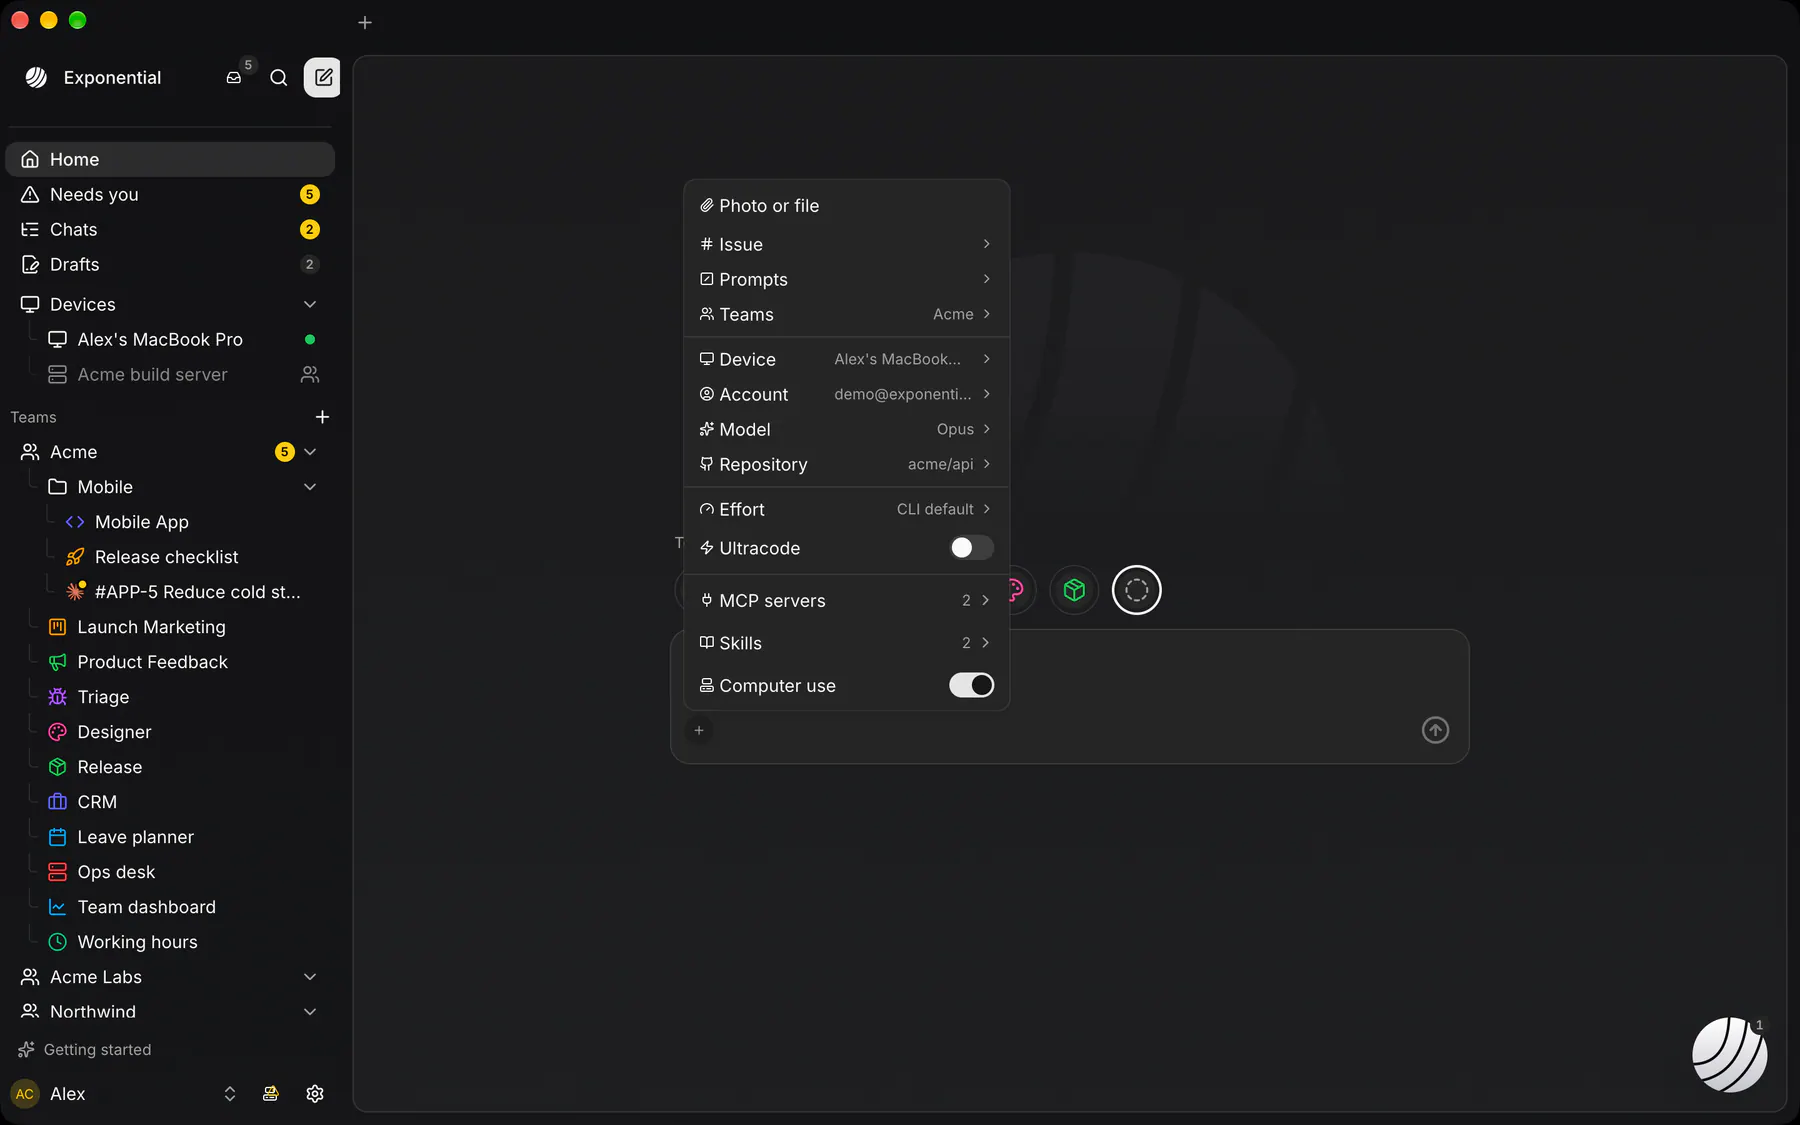 Exponential
5
Home
Needs you
5
Chats
2
Drafts
2
Devices
Alex's MacBook Pro
Acme build server
Teams
Acme
5
Mobile
Mobile App
Release checklist
#APP-5 Reduce cold st...
Launch Marketing
Product Feedback
Triage
Designer
Release
CRM
Leave planner
Ops desk
Team dashboard
Working hours
Acme Labs
Northwind
Getting started
AC
Alex
Photo or file
Issue
Prompts
Teams
Acme
Device
Alex's MacBook...
Account
demo@exponenti...
Model
Opus
Repository
acme/api
Effort
CLI default
Ultracode
MCP servers
2
Skills
2
Computer use
1